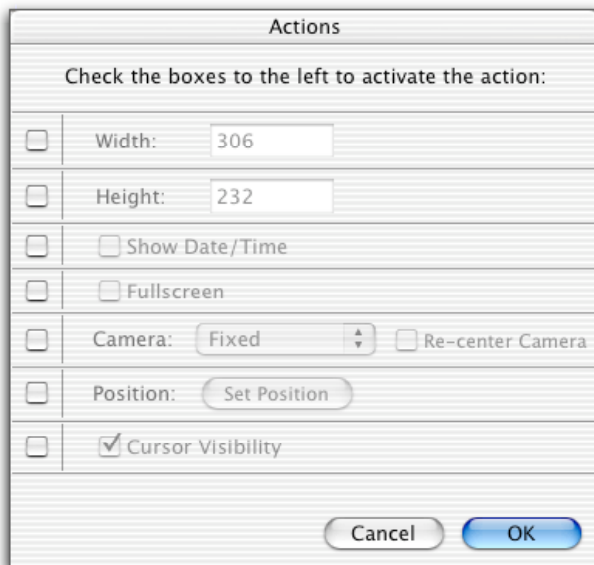 Actions
Check the boxes to the left to activate the action:
Width: 306
Height: 232
Show Date/Time
Fullscreen
Camera: Fixed Re-center Camera
Position: Set Position
Cursor Visibility
Cancel OK